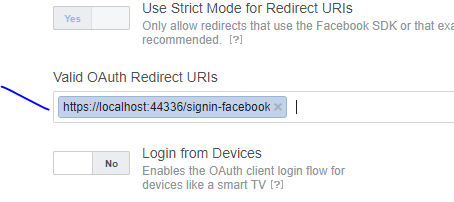 Use Strict Mode for Redirect URIs
Yes
Only allow redirects that use the Facebook SDK or that exa
recommended. [?]
Valid OAuth Redirect URIs
https://localhost:44336/signin-facebook ×
Login from Devices
No
Enables the OAuth client login flow for
devices like a smart TV [?]